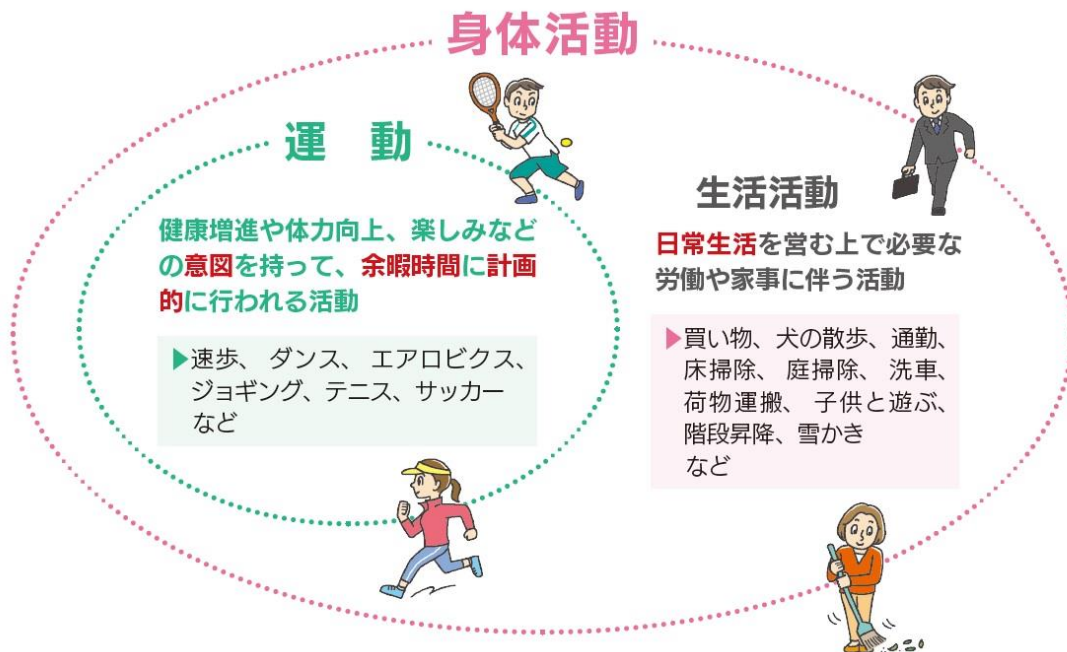 身体活動
運 動
健康増進や体力向上、楽しみなど
の意図を持って、余暇時間に計画
的に行われる活動
▶速歩、 ダンス、 エアロビクス、
ジョギング、テニス、サッカー
など
生活活動
日常生活を営む上で必要な
労働や家事に伴う活動
▶買い物、犬の散歩、通勤、
床掃除、 庭掃除、 洗車、
荷物運搬、 子供と遊ぶ、
階段昇降、雪かき
など